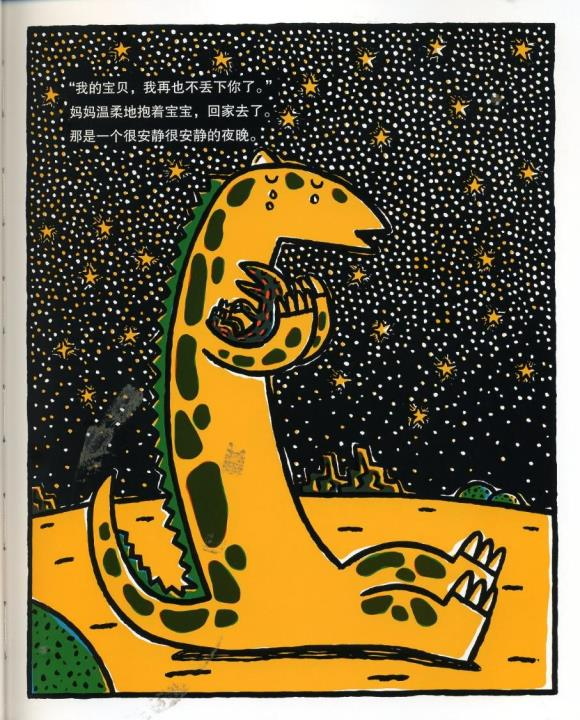 “我的宝贝，我再也不丢下你了。”
妈妈温柔地抱着宝宝，回家去了。
那是一个很安静很安静的夜晚。